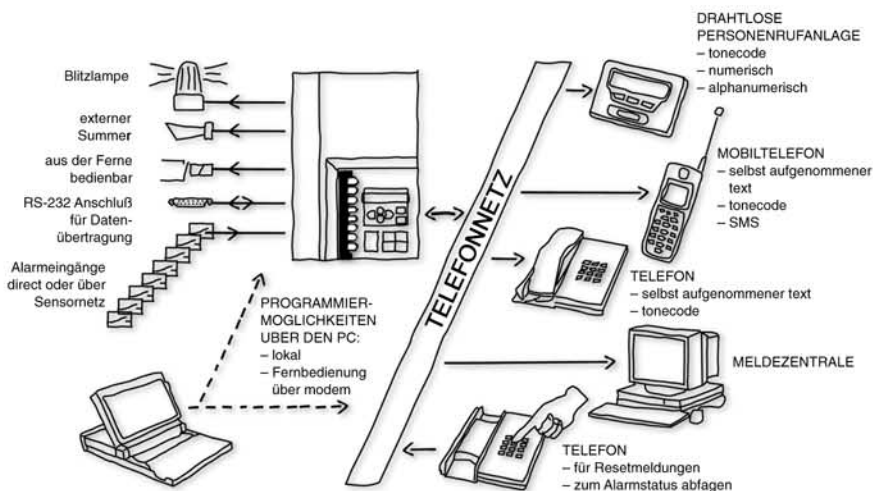 Blitzlampe
externer
Summer
aus der Ferne
bedienbar
RS-232 Anschluß
für Daten-
übertragung
Alarmeingänge
direct oder über
Sensornetz
PROGRAMMIER-
MOGLICHKEITEN
UBER DEN PC:
– lokal
– Fernbedienung
über modem
TELEFONNETZ
DRAHTLOSE
PERSONENRUFANLAGE
– tonecode
– numerisch
– alphanumerisch
MOBILTELEFON
– selbst aufgenommener
text
– tonecode
– SMS
TELEFON
– selbst aufgenommener text
– tonecode
MELDEZENTRALE
TELEFON
– für Resetmeldungen
– zum Alarmstatus abfagen